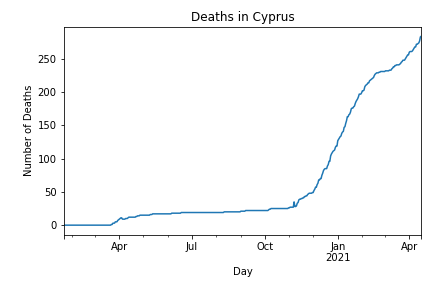 Deaths in Cyprus
Number of Deaths
250
200
150
100
50
0
Apr
Jul
Oct
Jan
2021
Apr
Day